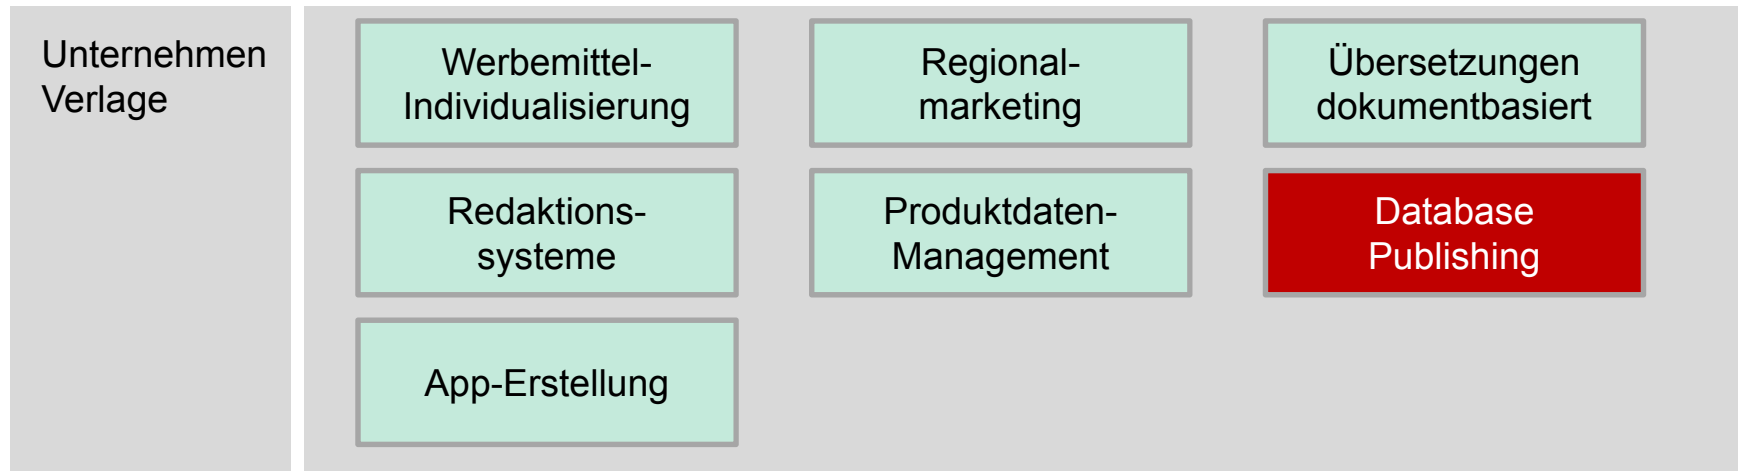 Unternehmen
Verlage
Werbemittel-
Individualisierung
Regional-
marketing
Übersetzungen
dokumentbasiert
Redaktions-
systeme
Produktdaten-
Management
Database
Publishing
App-Erstellung